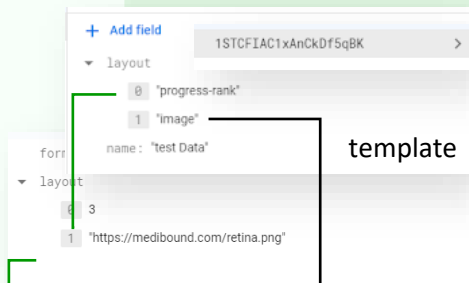 + Add field
1STCFIAC1xAnCkDf5qBK >
layout
0 "progress-rank"
1 "image"
name: "test Data"
template
form
layout
0 3
1 "https://medibound.com/retina.png"